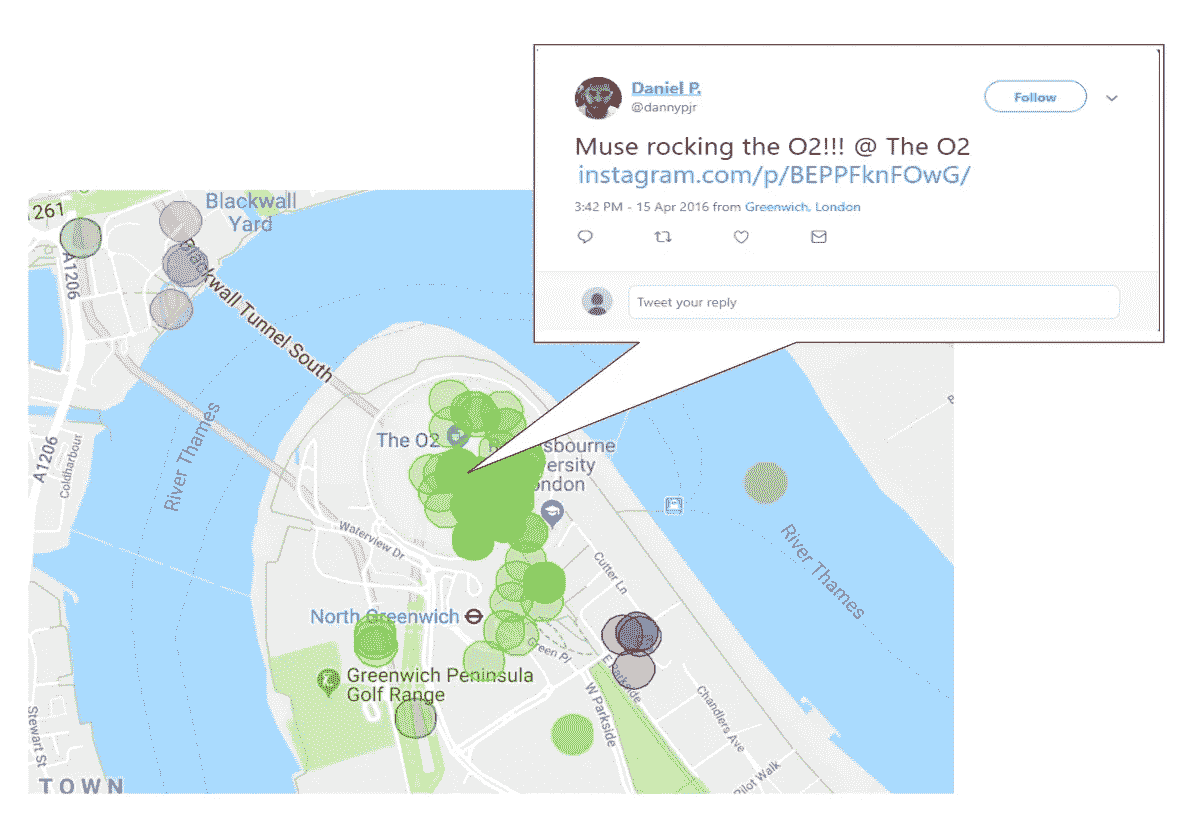 Daniel P.
@dannypjr
Follow
Muse rocking the O2!!! @ The O2
instagram.com/p/BEPPFknFOwG/
3:42 PM - 15 Apr 2016 from Greenwich, London
Tweet your reply
261
Blackwall
Yard
A1206
Blackwall Tunnel South
River Thames
A1206
Coldharbour
The O2
sbourne
ersity
ondon
Waterview Dr
Cutter Ln
River Thames
North Greenwich
Green Pl
E Parkside
Greenwich Peninsula
Golf Range
W Parkside
Chandlers Ave
Stewart St
Pilot Walk
TOWN